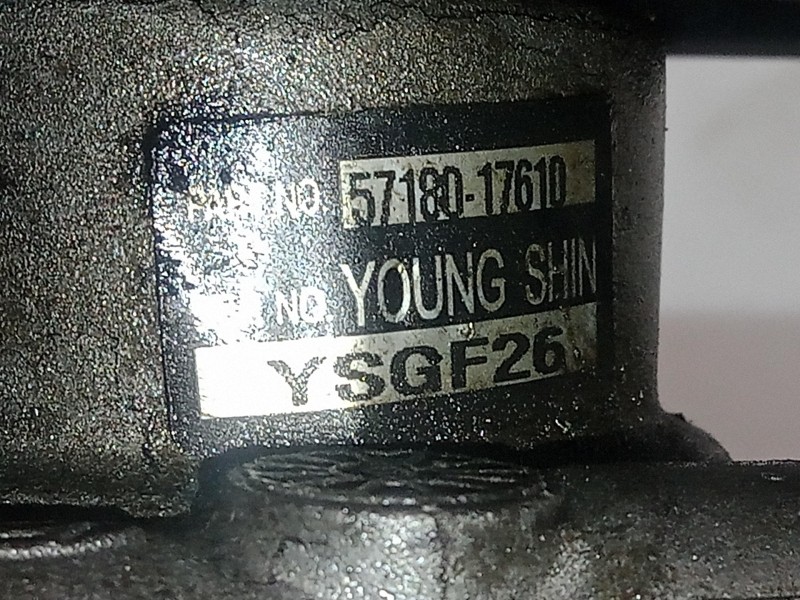 PART NO 57180-17610
NO. YOUNG SHIN
YSGF26